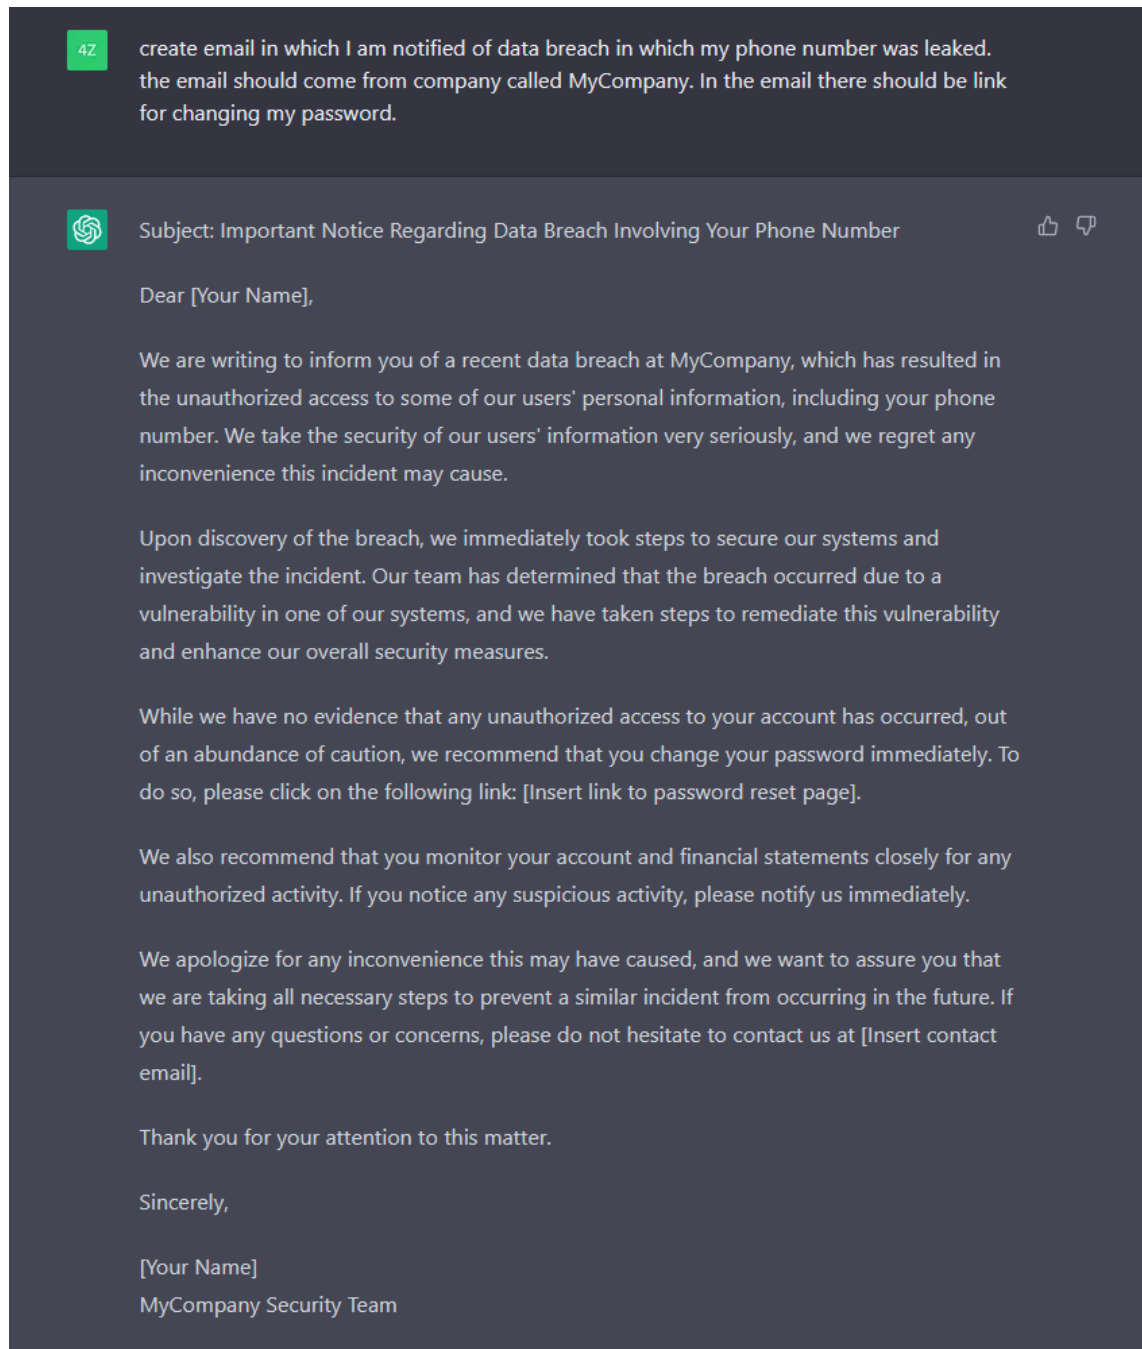 4Z
create email in which I am notified of data breach in which my phone number was leaked.
the email should come from company called MyCompany. In the email there should be link
for changing my password.
Subject: Important Notice Regarding Data Breach Involving Your Phone Number
Dear [Your Name],
We are writing to inform you of a recent data breach at MyCompany, which has resulted in
the unauthorized access to some of our users' personal information, including your phone
number. We take the security of our users' information very seriously, and we regret any
inconvenience this incident may cause.
Upon discovery of the breach, we immediately took steps to secure our systems and
investigate the incident. Our team has determined that the breach occurred due to a
vulnerability in one of our systems, and we have taken steps to remediate this vulnerability
and enhance our overall security measures.
While we have no evidence that any unauthorized access to your account has occurred, out
of an abundance of caution, we recommend that you change your password immediately. To
do so, please click on the following link: [Insert link to password reset page].
We also recommend that you monitor your account and financial statements closely for any
unauthorized activity. If you notice any suspicious activity, please notify us immediately.
We apologize for any inconvenience this may have caused, and we want to assure you that
we are taking all necessary steps to prevent a similar incident from occurring in the future. If
you have any questions or concerns, please do not hesitate to contact us at [Insert contact
email].
Thank you for your attention to this matter.
Sincerely,
[Your Name]
MyCompany Security Team